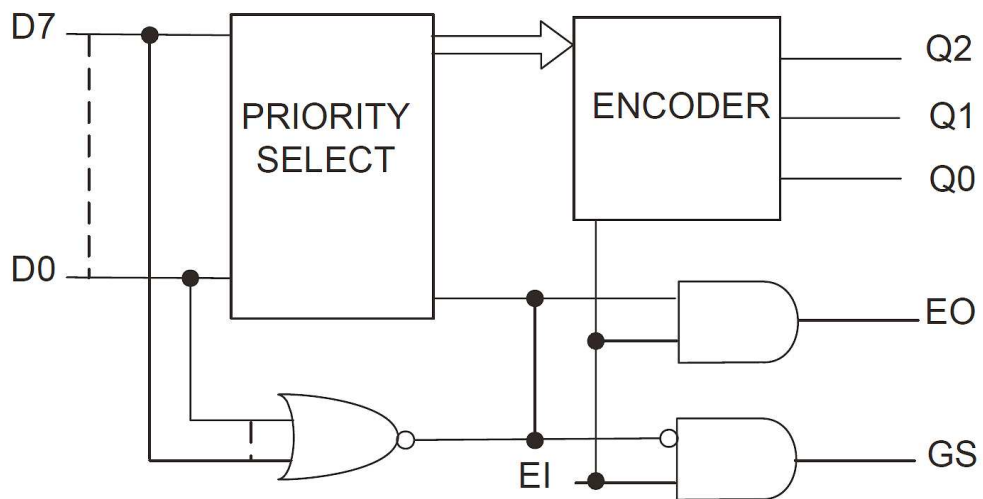 D7
PRIORITY
SELECT
ENCODER
Q2
Q1
Q0
D0
EO
EI
GS